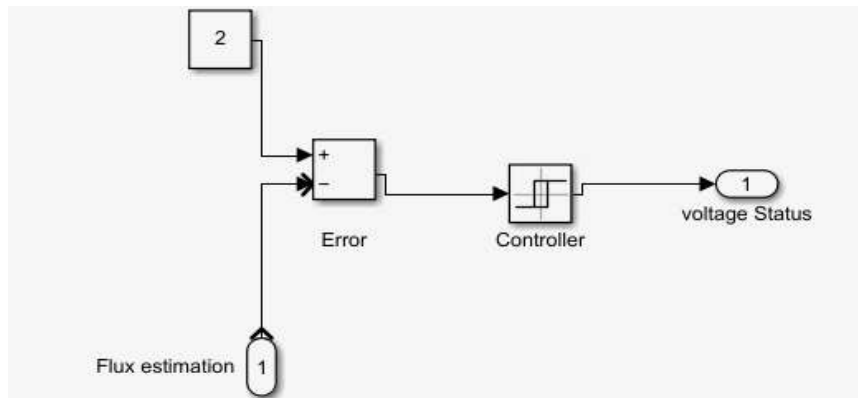 2
+
−
Error
Controller
1
voltage Status
Flux estimation
1